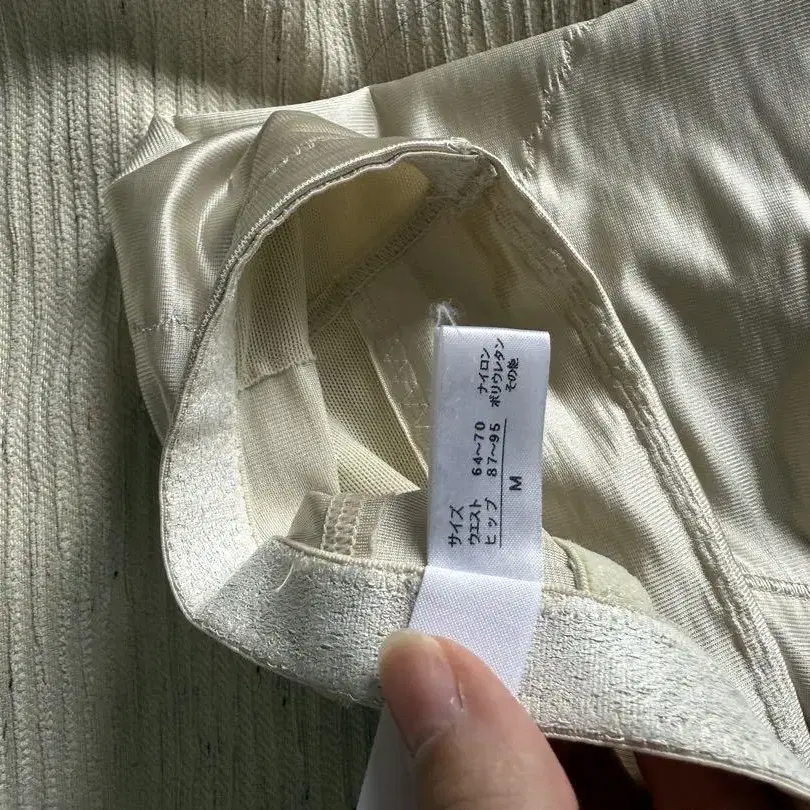 サイズ
ウエスト 64~70
ヒップ 87~95
M
ナイロン
ポリウレタン
その他